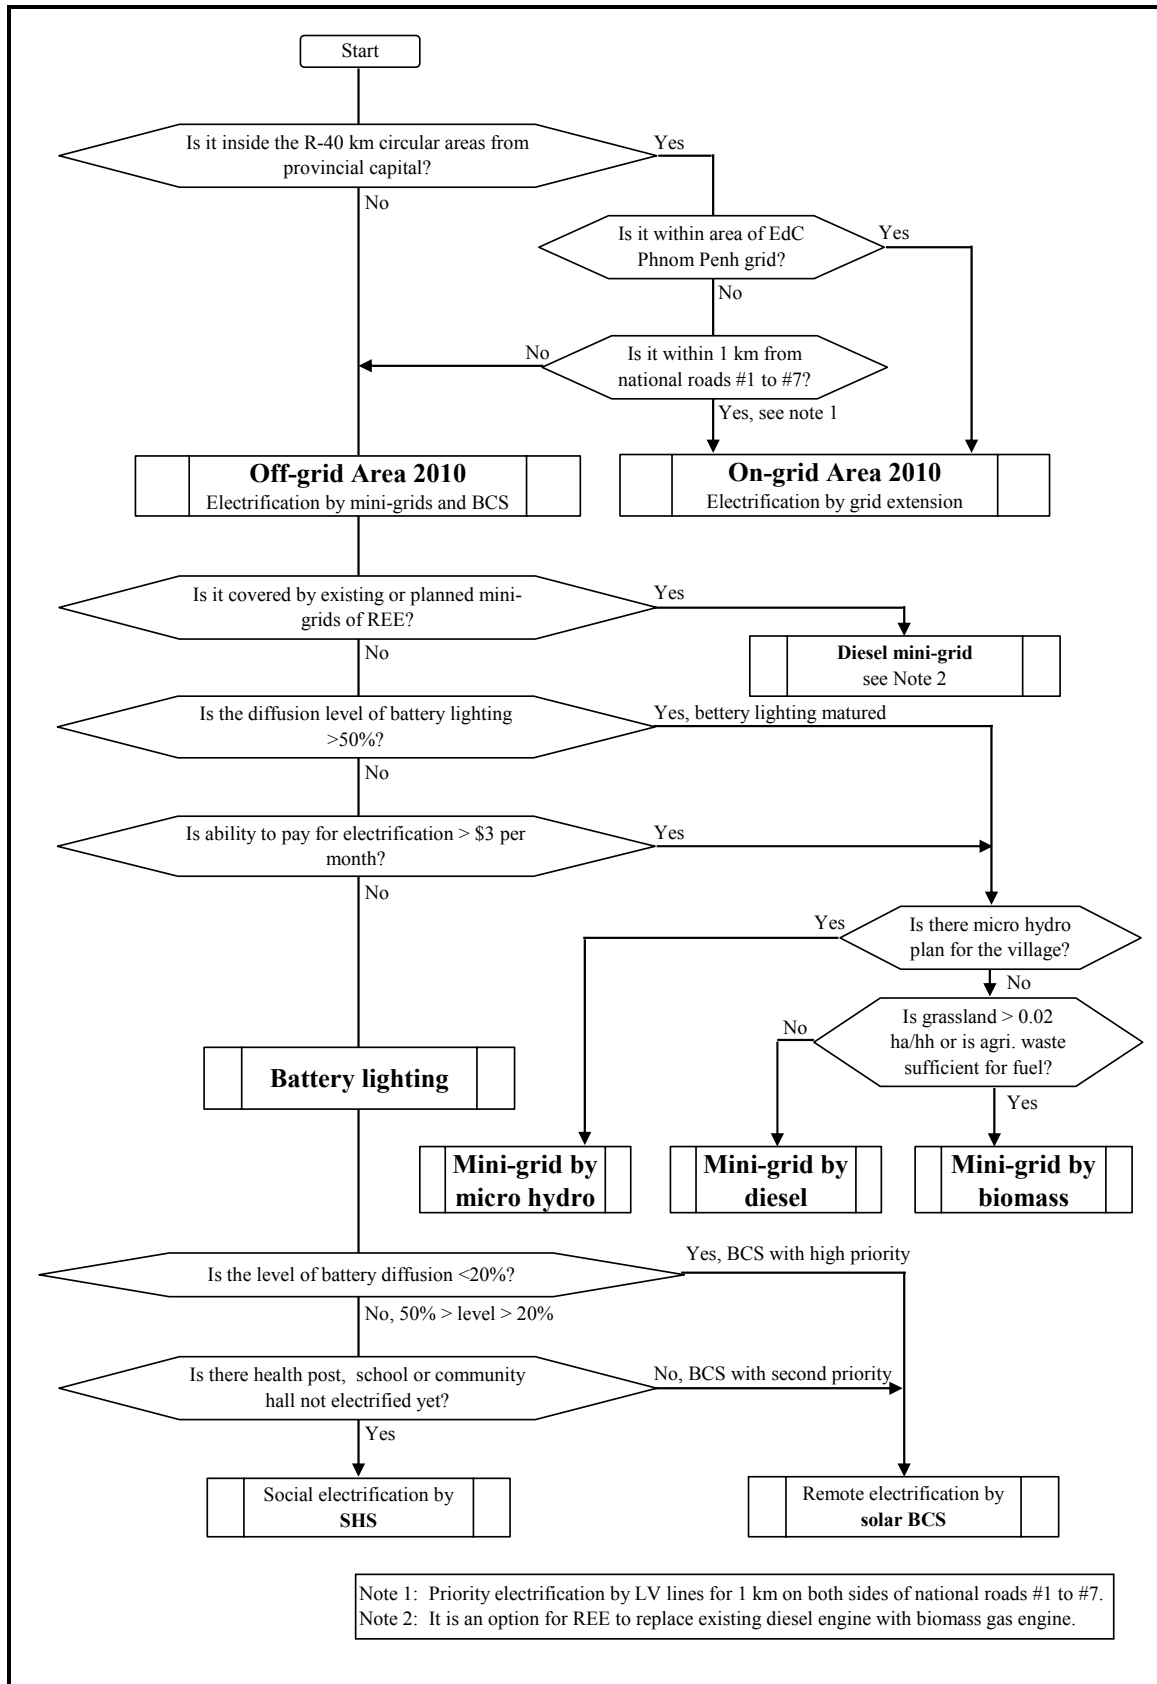 Start
Is it inside the R-40 km circular areas from
provincial capital?
Yes
No
Is it within area of EdC
Phnom Penh grid?
Yes
No
Is it within 1 km from
national roads #1 to #7?
No
Yes, see note 1
Off-grid Area 2010
Electrification by mini-grids and BCS
On-grid Area 2010
Electrification by grid extension
Is it covered by existing or planned mini-
grids of REE?
Yes
No
Diesel mini-grid
see Note 2
Is the diffusion level of battery lighting
>50%?
Yes, bettery lighting matured
No
Is ability to pay for electrification > $3 per
month?
Yes
No
Is there micro hydro
plan for the village?
Yes
No
Is grassland > 0.02
ha/hh or is agri. waste
sufficient for fuel?
No
Yes
Battery lighting
Mini-grid by
micro hydro
Mini-grid by
diesel
Mini-grid by
biomass
Is the level of battery diffusion <20%?
Yes, BCS with high priority
No, 50% > level > 20%
Is there health post,  school or community
hall not electrified yet?
No, BCS with second priority
Yes
Social electrification by
SHS
Remote electrification by
solar BCS
Note 1:  Priority electrification by LV lines for 1 km on both sides of national roads #1 to #7.
Note 2:  It is an option for REE to replace existing diesel engine with biomass gas engine.